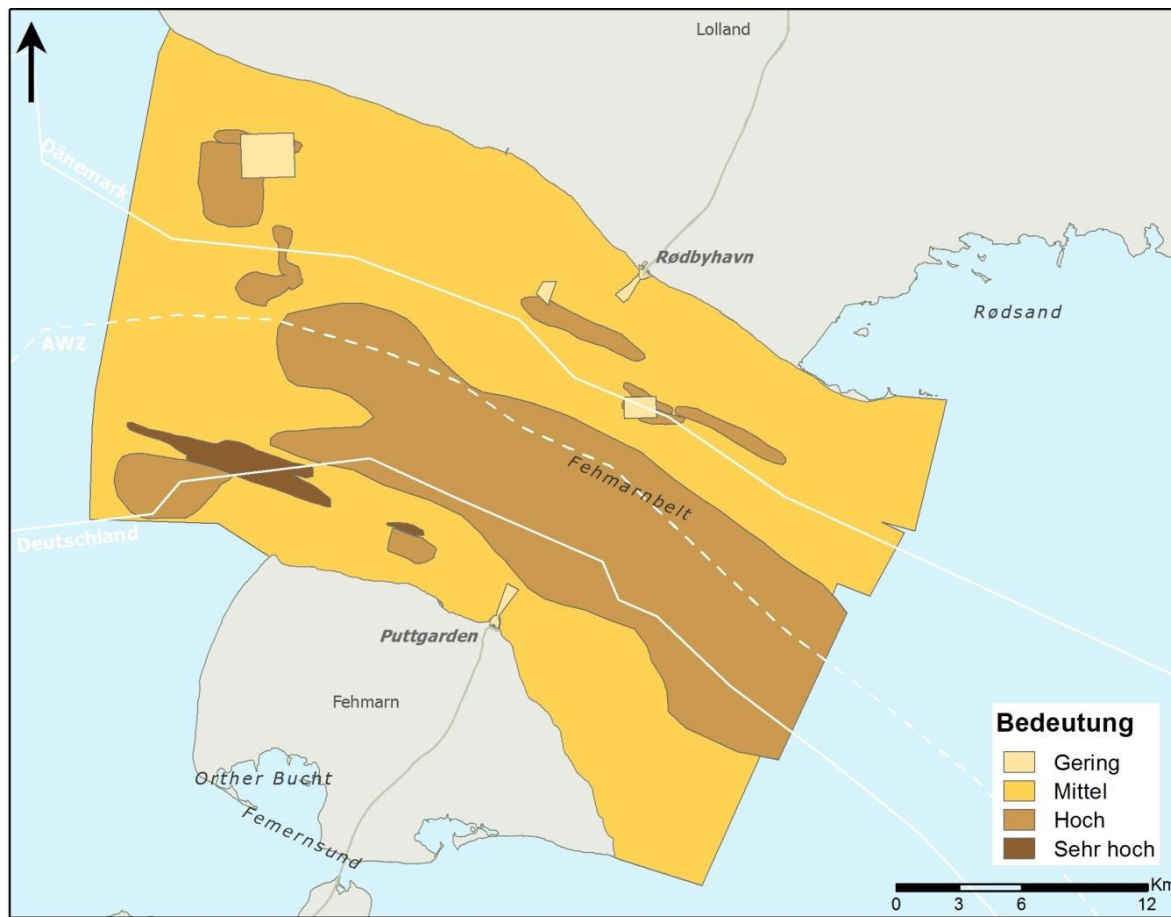 Lolland
Dänemark
Rødbyhavn
Rødsand
AWZ
Fehmarnbelt
Deutschland
Puttgarden
Fehmarn
Orther Bucht
Femernsund
Bedeutung
Gering
Mittel
Hoch
Sehr hoch
Km
0 3 6 12